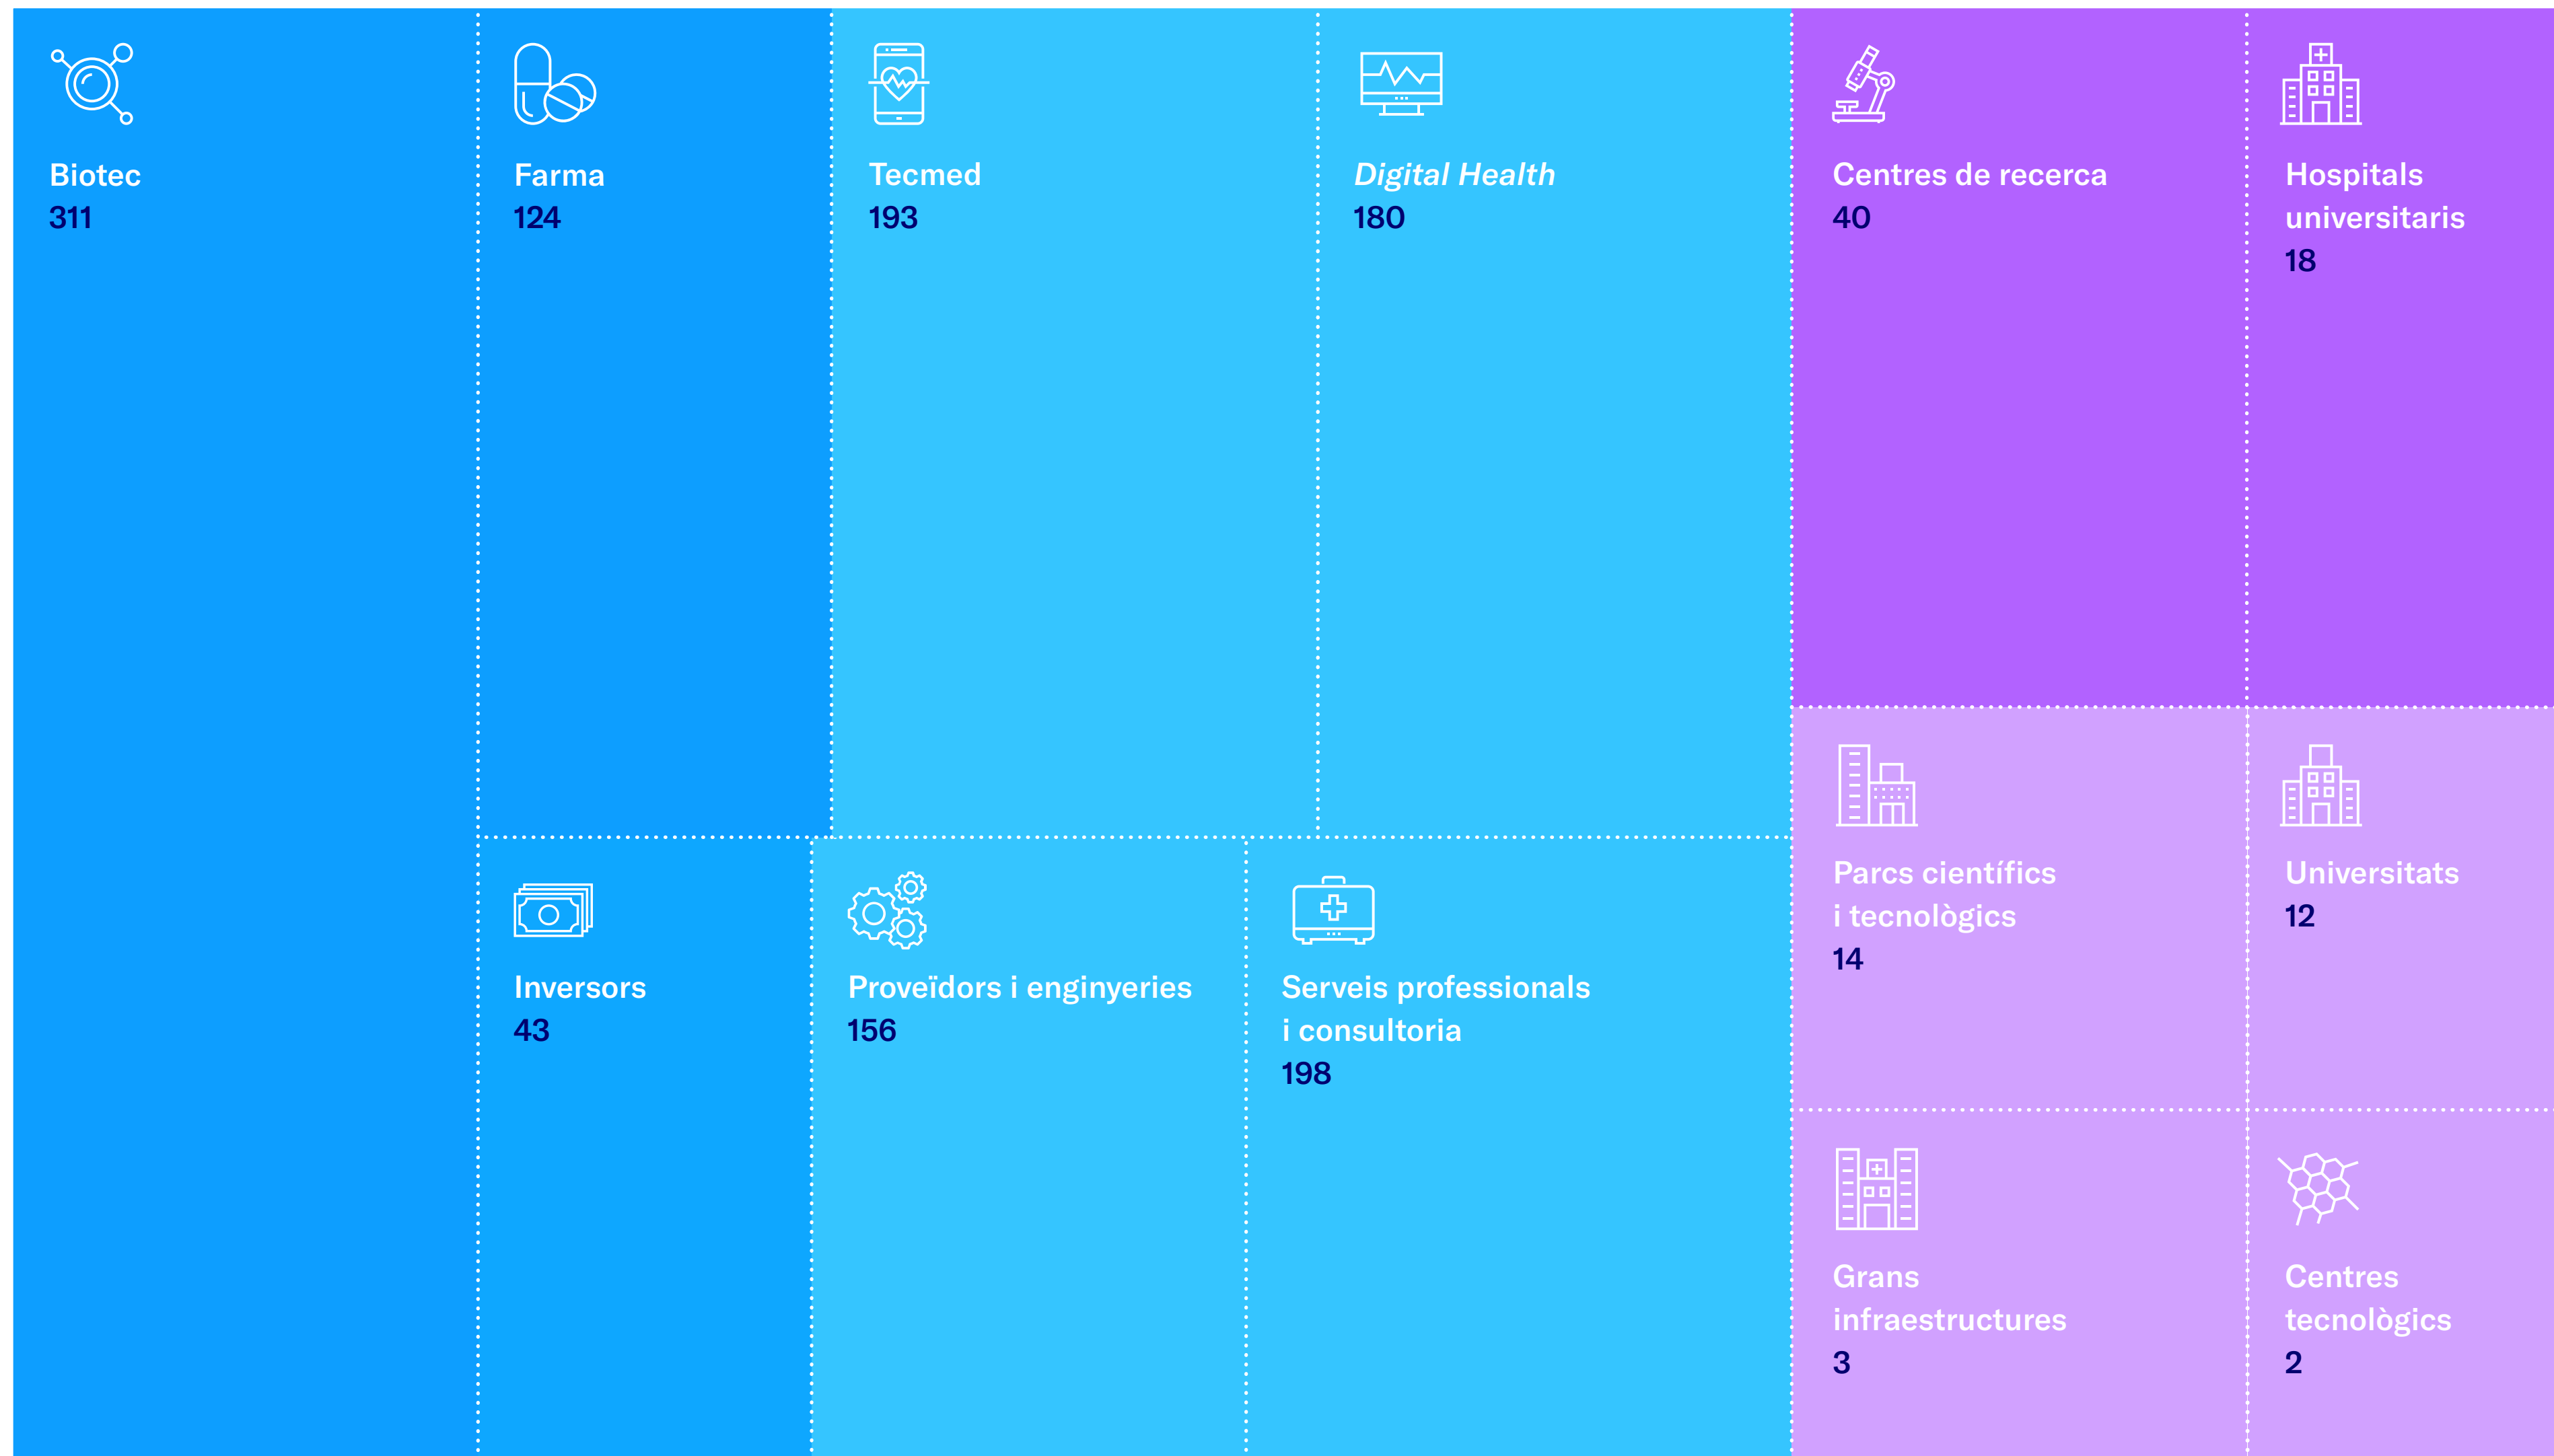 Biotec
311
Farma
124
Tecmed
193
Digital Health
180
Centres de recerca
40
Hospitals
universitaris
18
Inversors
43
Proveïdors i enginyeries
156
Serveis professionals
i consultoria
198
Parcs científics
i tecnològics
14
Universitats
12
Grans
infraestructures
3
Centres
tecnològics
2